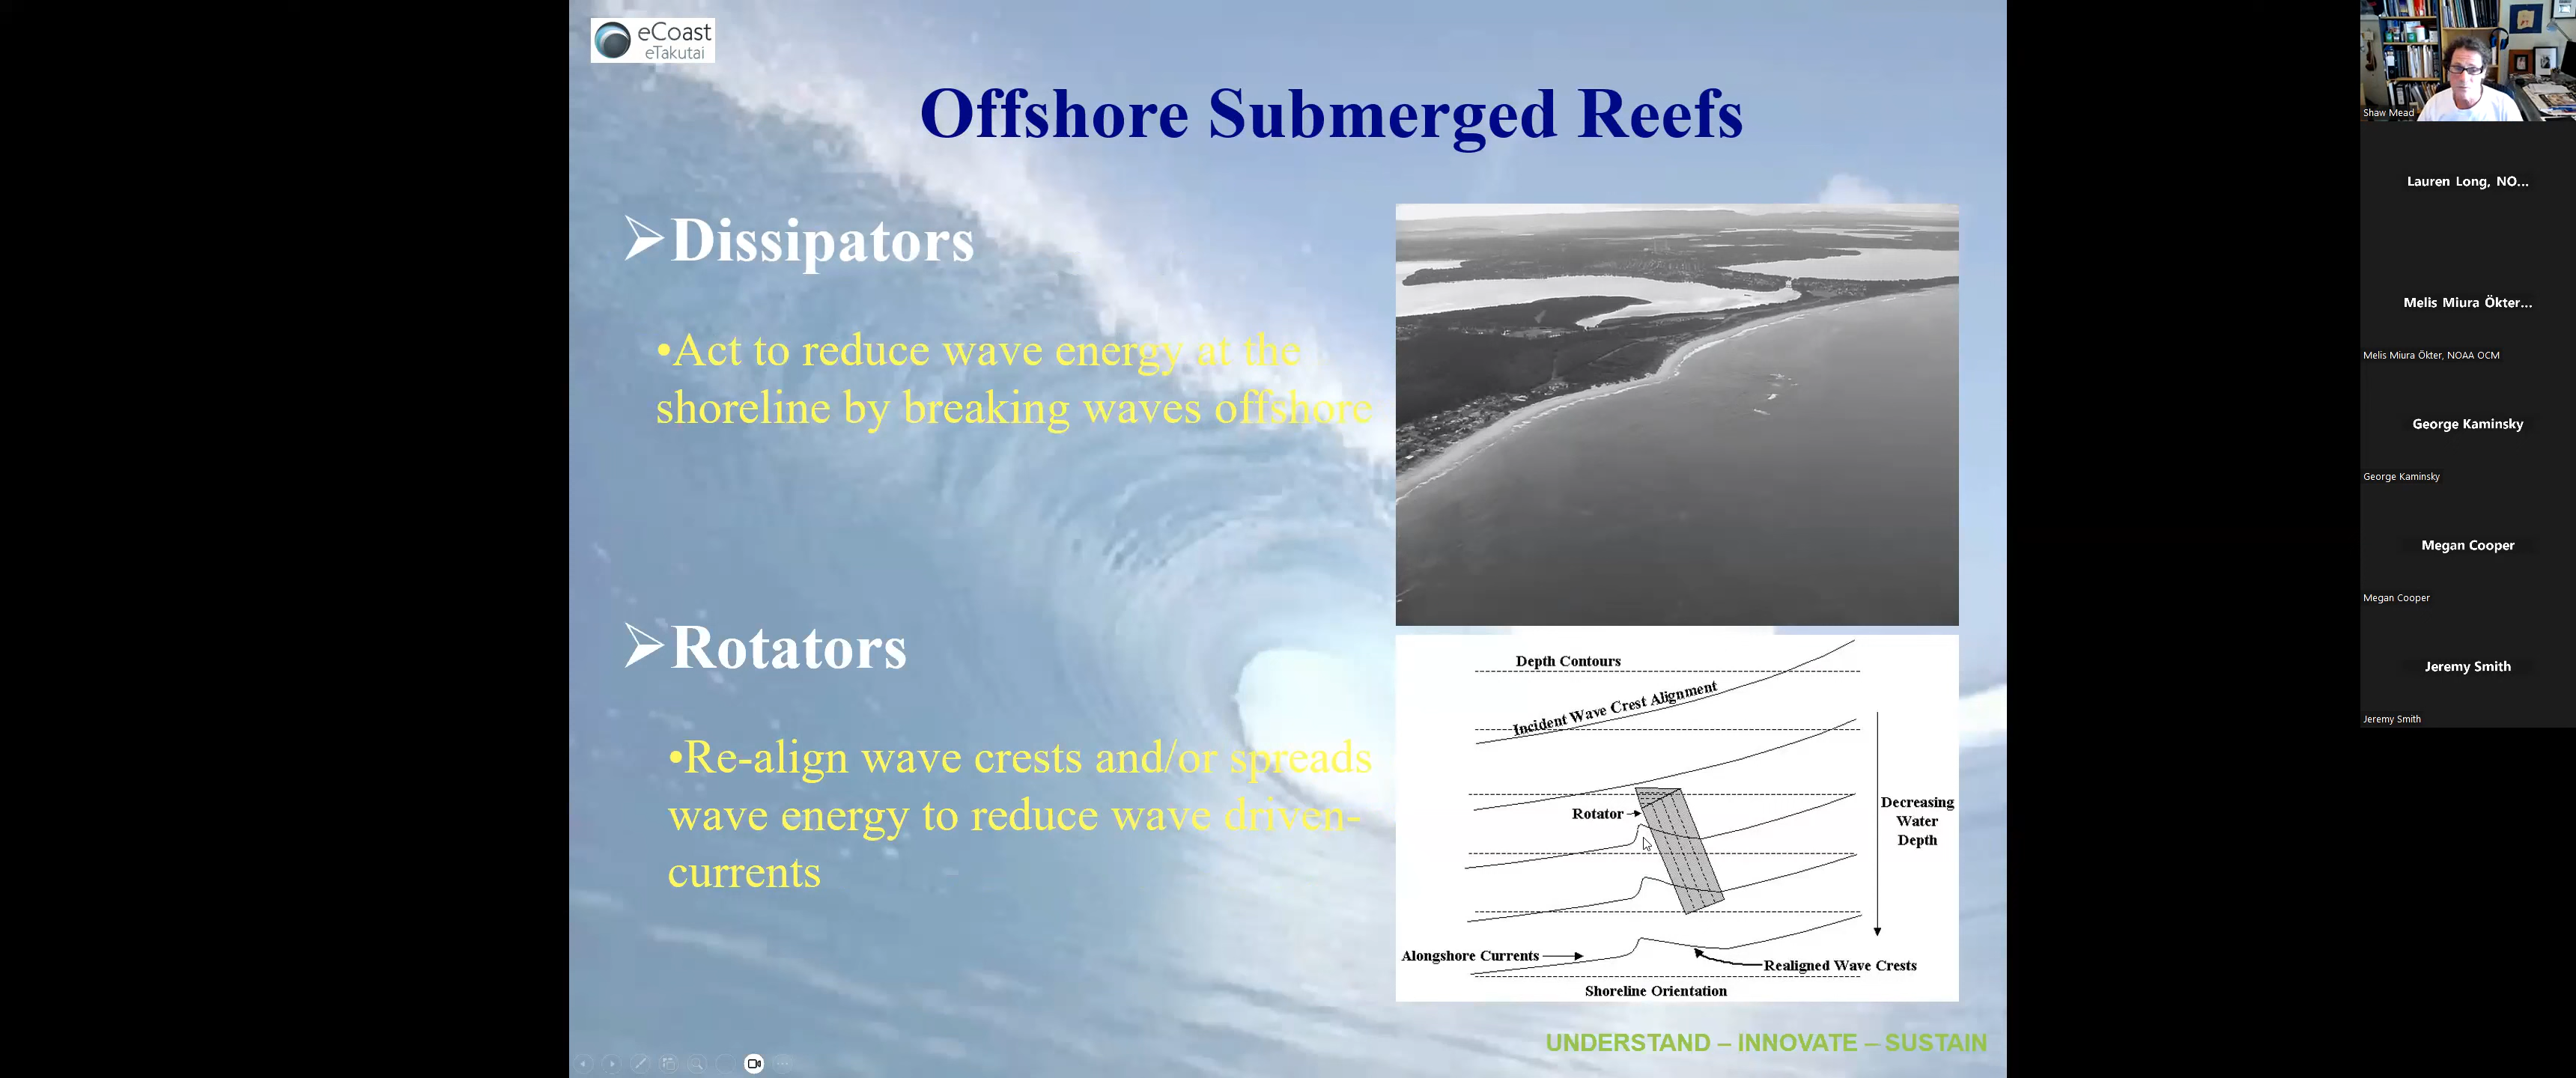 eCoast
eTakutai
Offshore Submerged Reefs
➢Dissipators
•Act to reduce wave energy at the
shoreline by breaking waves offshore
➢Rotators
•Re-align wave crests and/or spreads
wave energy to reduce wave driven-
currents
Depth Contours
Incident Wave Crest Alignment
Rotator
Decreasing
Water
Depth
Alongshore Currents
Realigned Wave Crests
Shoreline Orientation
UNDERSTAND – INNOVATE – SUSTAIN
Shaw Mead
Lauren Long, NO...
Melis Miura Ökter...
Melis Miura Ökter, NOAA OCM
George Kaminsky
George Kaminsky
Megan Cooper
Megan Cooper
Jeremy Smith
Jeremy Smith